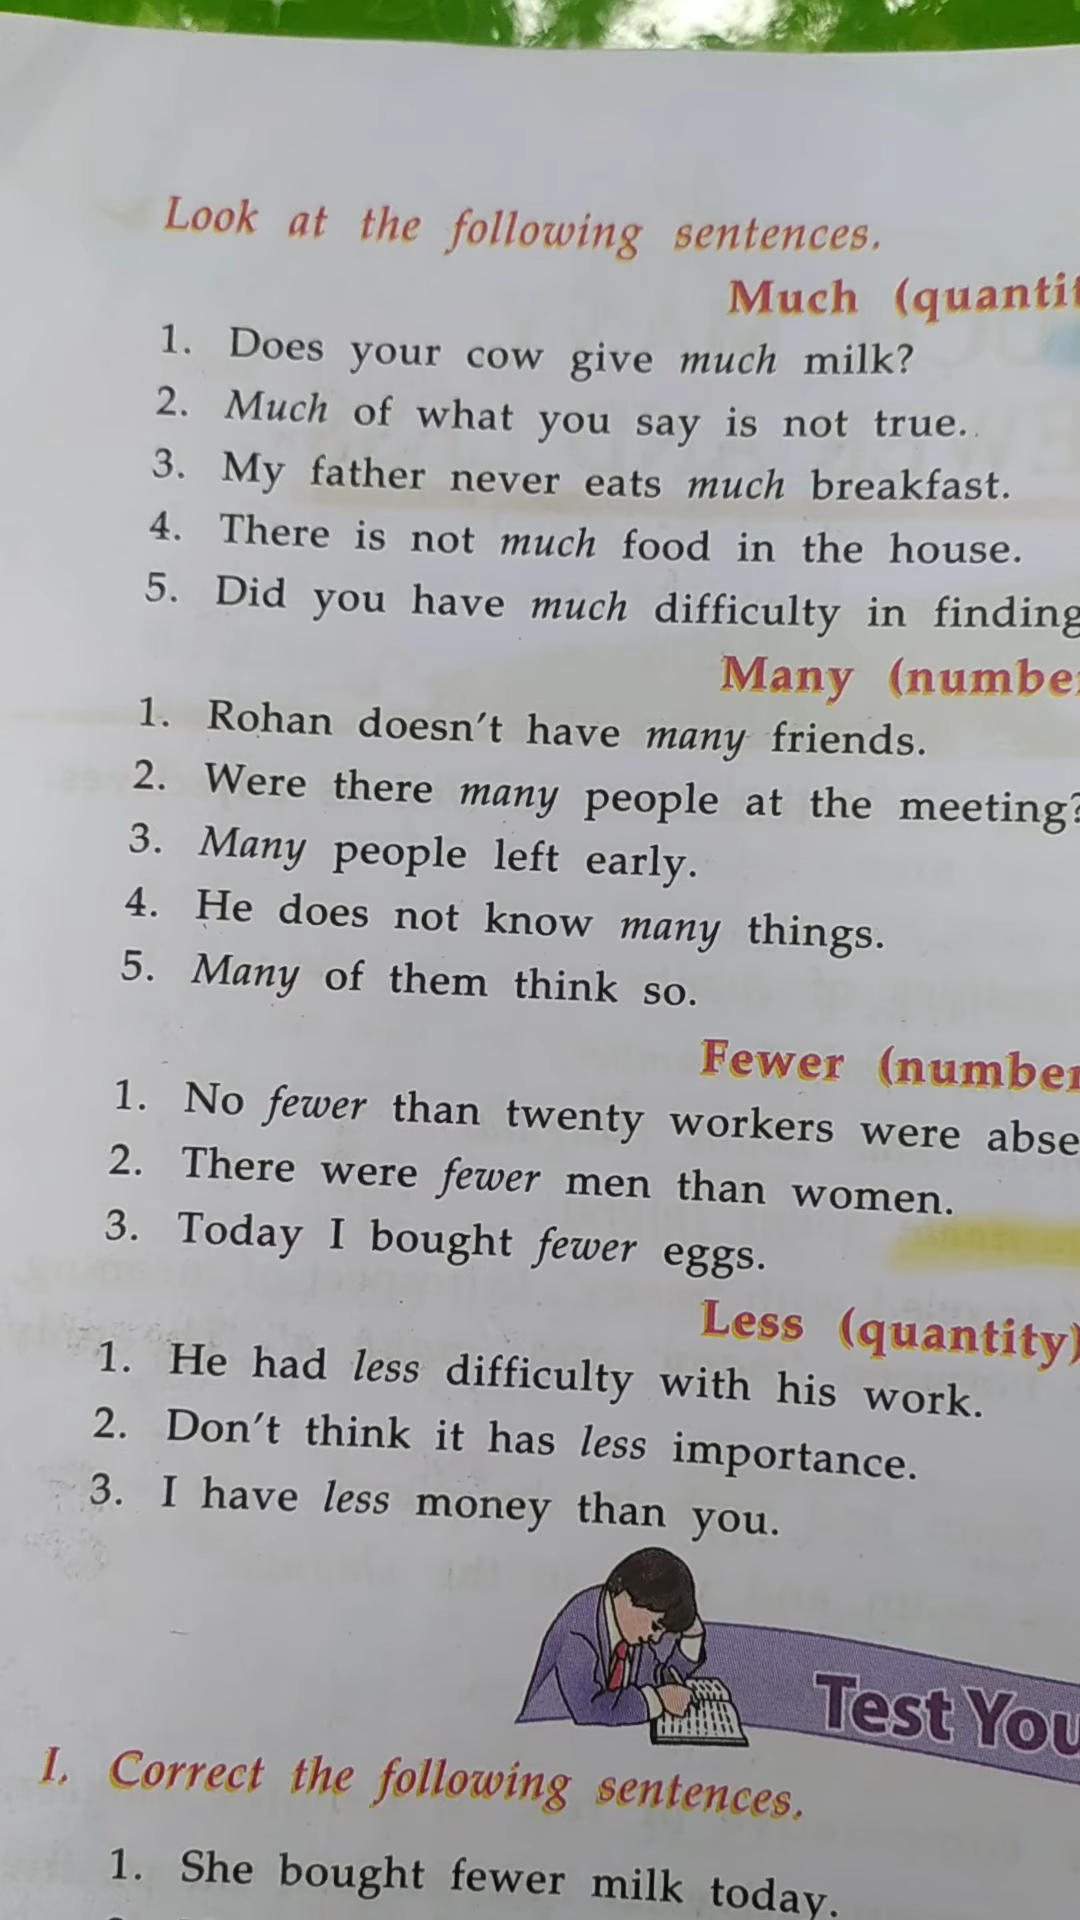 Look at the following sentences.
Much (quantit
1. Does your cow give much milk?
2. Much of what you say is not true.
3. My father never eats much breakfast.
4. There is not much food in the house.
5. Did you have much difficulty in finding
Many (number
1. Rohan doesn't have many friends.
2. Were there many people at the meeting?
3. Many people left early.
4. He does not know many things.
5. Many of them think so.
Fewer (number
1. No fewer than twenty workers were abse
2. There were fewer men than women.
3. Today I bought fewer eggs.
Less (quantity)
1. He had less difficulty with his work.
2. Don't think it has less importance.
3. I have less money than you.
Test You
I. Correct the following sentences.
1. She bought fewer milk today.